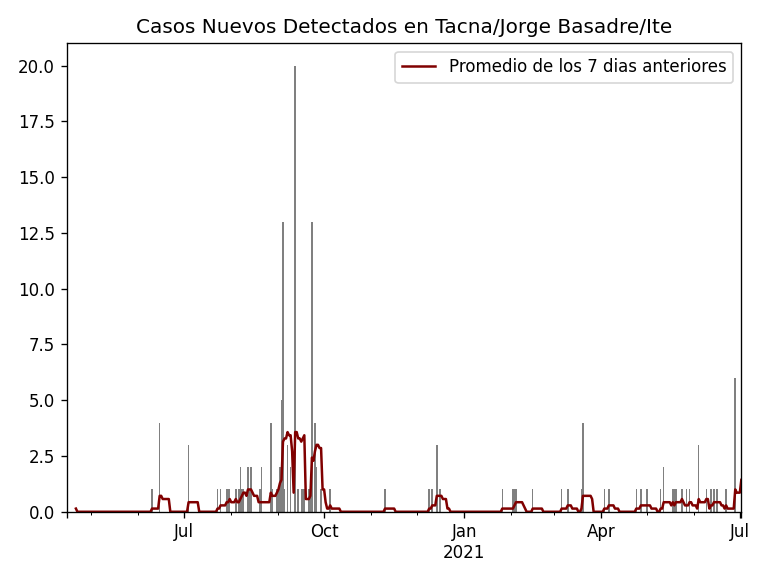 Casos Nuevos Detectados en Tacna/Jorge Basadre/Ite
Promedio de los 7 dias anteriores
20.0
17.5
15.0
12.5
10.0
7.5
5.0
2.5
0.0
Jul
Oct
Jan
2021
Apr
Jul